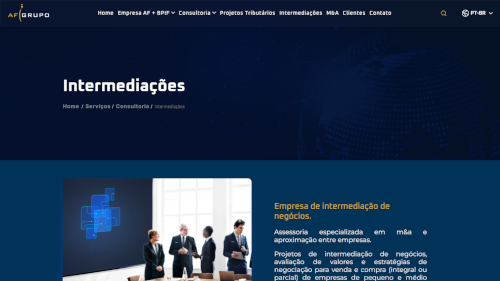 AF GRUPO
Home Empresa AF + BPIF Consultoria Projetos Tributários Intermediações M&A Clientes Contato PT-BR
Intermediações
Home / Serviços / Consultoria / Intermediações
Empresa de intermediação de
negócios.
Assessoria especializada em m&a e
aproximação entre empresas.
Projetos de intermediação de negócios,
avaliação de valores e estratégias de
negociação para venda e compra (integral ou
parcial) de empresas de pequeno e médio